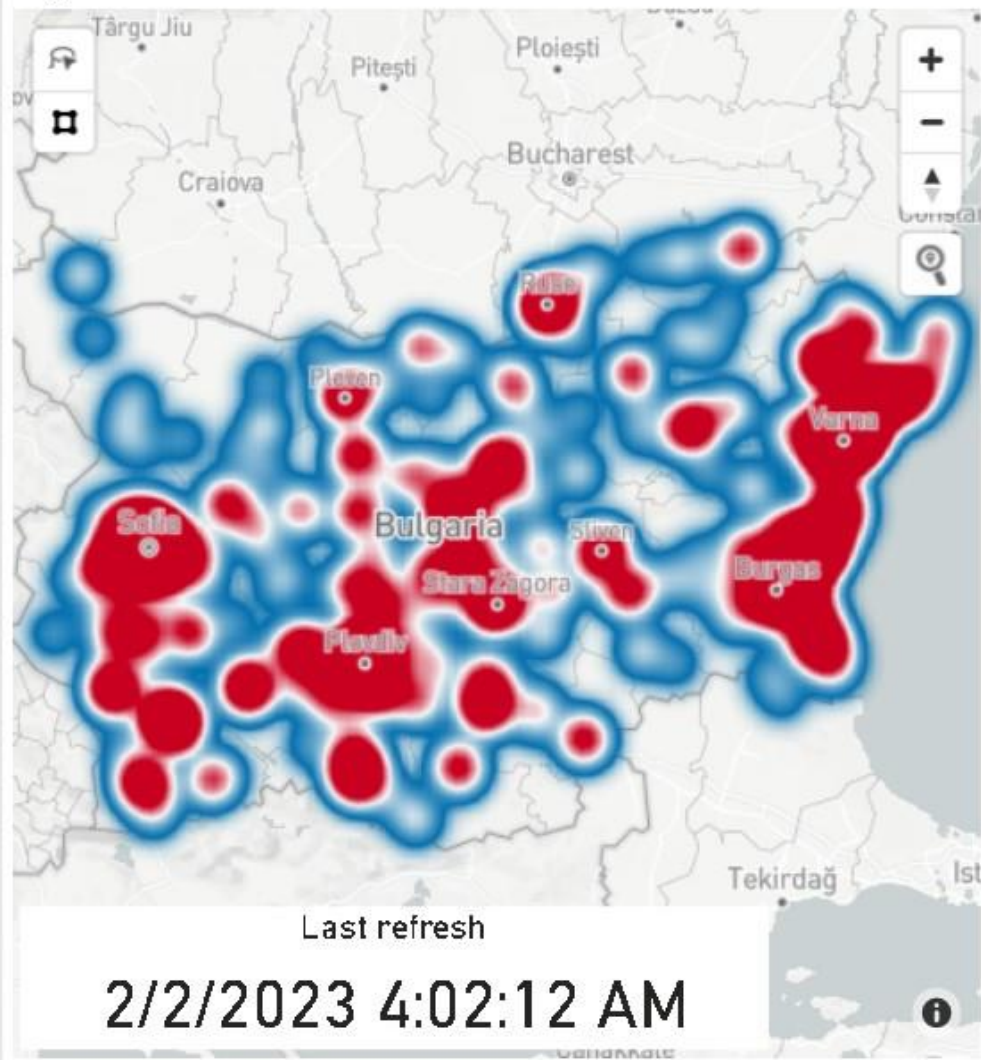 Târgu Jiu
Ploiești
Pitești
Bucharest
Craiova
Ruse
Pleven
Varna
Sofia
Bulgaria
Sliven
Burgas
Stara Zagora
Plovdiv
Tekirdağ
Ist
Last refresh
2/2/2023 4:02:12 AM